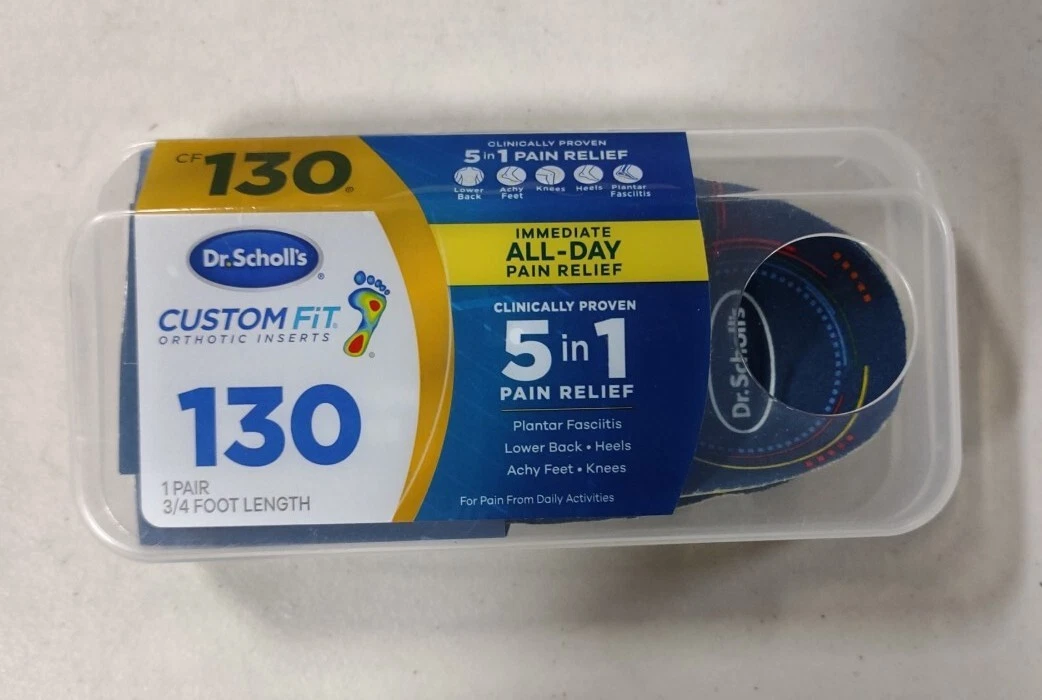 CF130®
CLINICALLY PROVEN
5 in 1 PAIN RELIEF
Lower Back
Achy Feet
Knees
Heels
Plantar Fasciitis
IMMEDIATE
ALL-DAY
PAIN RELIEF
Dr.Scholl's®
CUSTOM FiT®
ORTHOTIC INSERTS
130
1 PAIR
3/4 FOOT LENGTH
CLINICALLY PROVEN
5 in 1
PAIN RELIEF
Plantar Fasciitis
Lower Back • Heels
Achy Feet • Knees
For Pain From Daily Activities
Dr.Scholl's